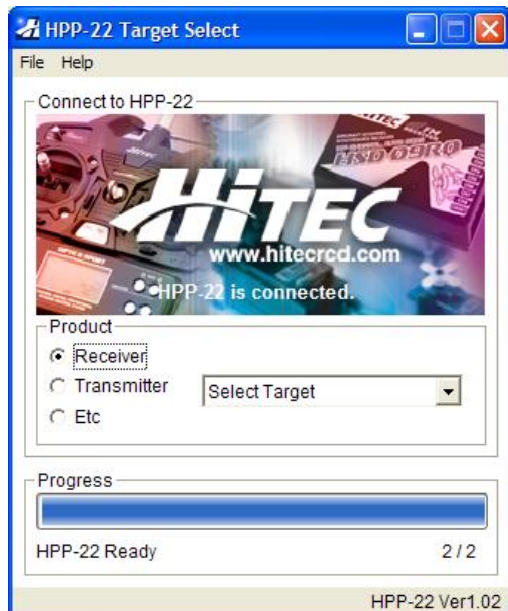 HPP-22 Target Select
File Help
Connect to HPP-22
HiTEC
www.hitecrcd.com
HPP-22 is connected.
Product
Receiver
Transmitter
Select Target
Etc
Progress
HPP-22 Ready 2 / 2
HPP-22 Ver1.02